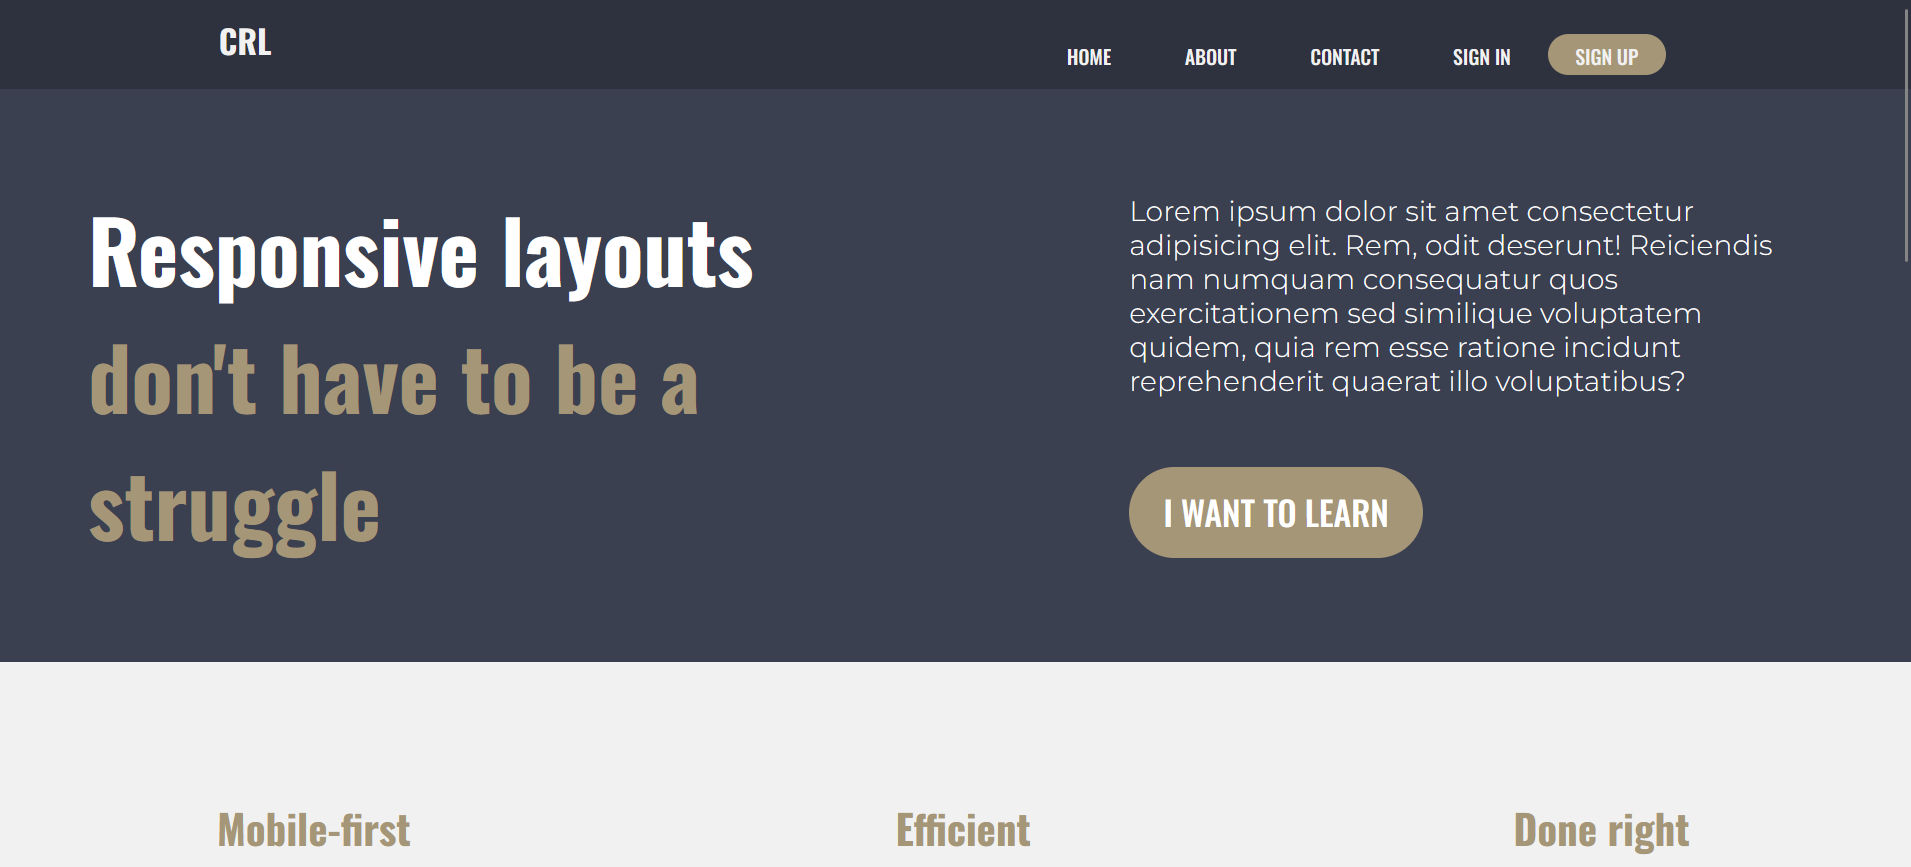 CRL
HOME ABOUT CONTACT SIGN IN SIGN UP
Responsive layouts
don't have to be a
struggle
Lorem ipsum dolor sit amet consectetur
adipisicing elit. Rem, odit deserunt! Reiciendis
nam numquam consequatur quos
exercitationem sed similique voluptatem
quidem, quia rem esse ratione incidunt
reprehenderit quaerat illo voluptatibus?
I WANT TO LEARN
Mobile-first
Efficient
Done right